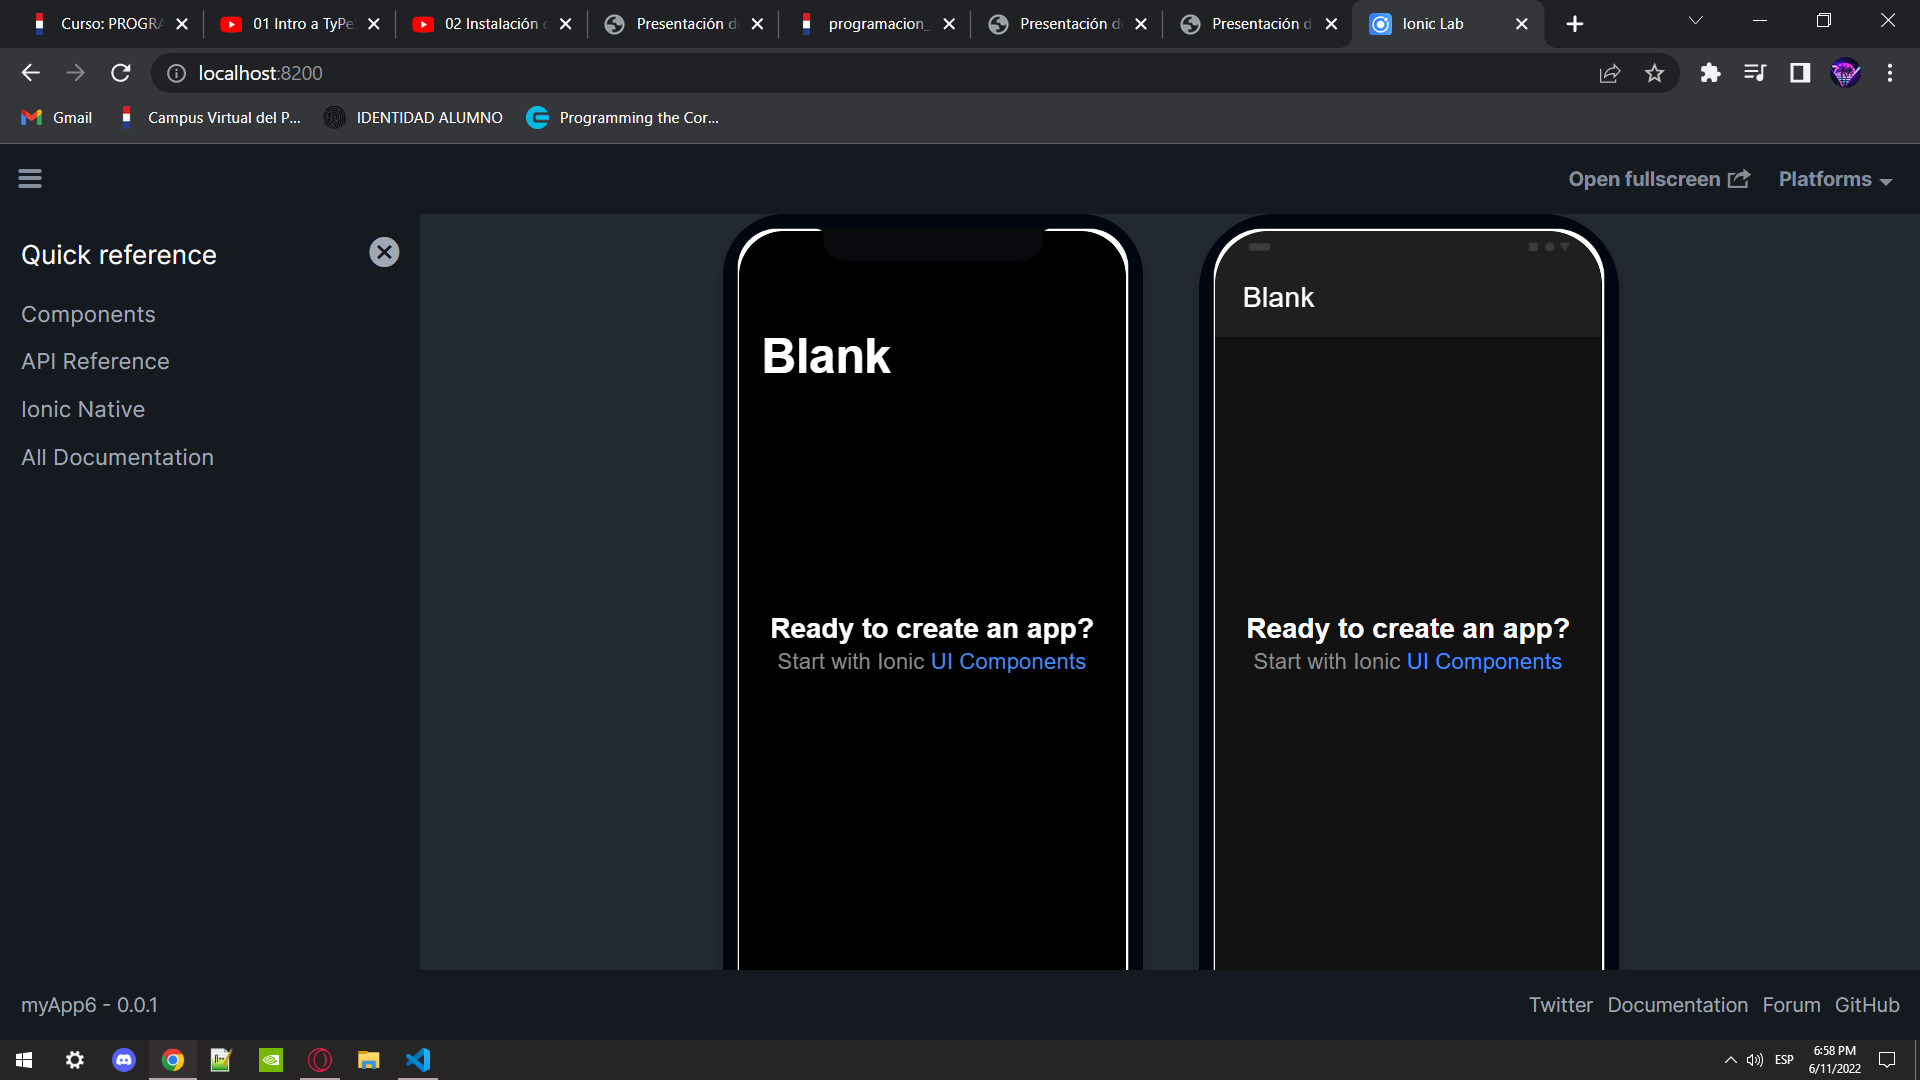 Curso: PROGRA
01 Intro a TyPe
02 Instalación
Presentación d
programacion_
Presentación d
Presentación d
Ionic Lab
localhost:8200
Gmail
Campus Virtual del P...
IDENTIDAD ALUMNO
Programming the Cor...
Open fullscreen
Platforms
Quick reference
Components
API Reference
Ionic Native
All Documentation
Blank
Ready to create an app?
Start with Ionic UI Components
Blank
Ready to create an app?
Start with Ionic UI Components
myApp6 - 0.0.1
Twitter Documentation Forum GitHub
ESP
6:58 PM
6/11/2022